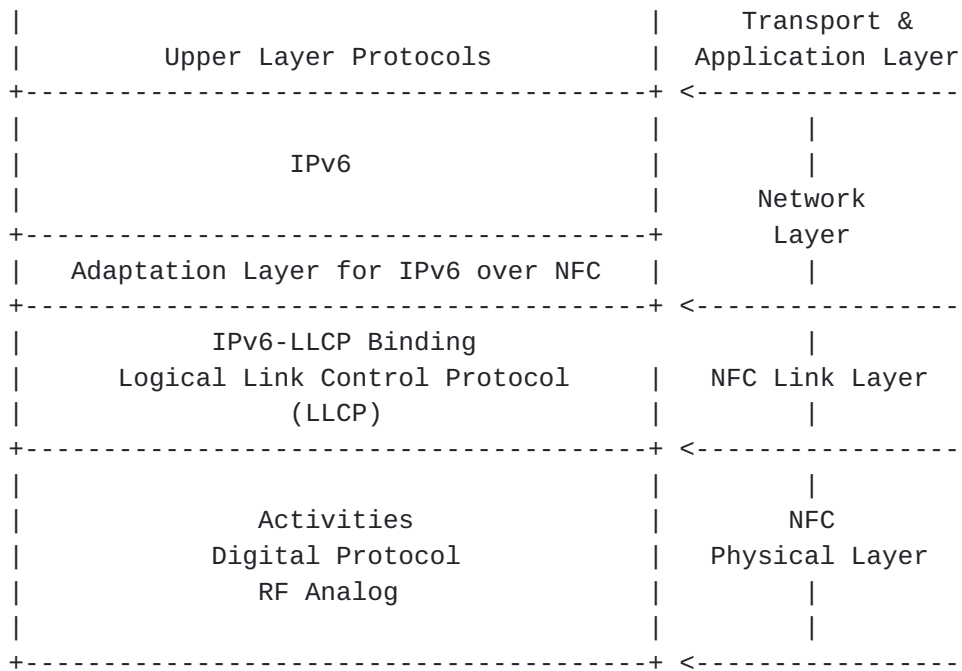 |                                         |     Transport &
|         Upper Layer Protocols           |  Application Layer
+-----------------------------------------+ <------------------
|                                         |         |
|                 IPv6                    |         |
|                                         |      Network
+-----------------------------------------+       Layer
|   Adaptation Layer for IPv6 over NFC    |         |
+-----------------------------------------+ <------------------
|            IPv6-LLCP Binding                      |
|      Logical Link Control Protocol      |   NFC Link Layer
|                 (LLCP)                  |         |
+-----------------------------------------+ <------------------
|                                         |         |
|               Activities                |        NFC
|            Digital Protocol             |   Physical Layer
|               RF Analog                 |         |
|                                         |         |
+-----------------------------------------+ <------------------